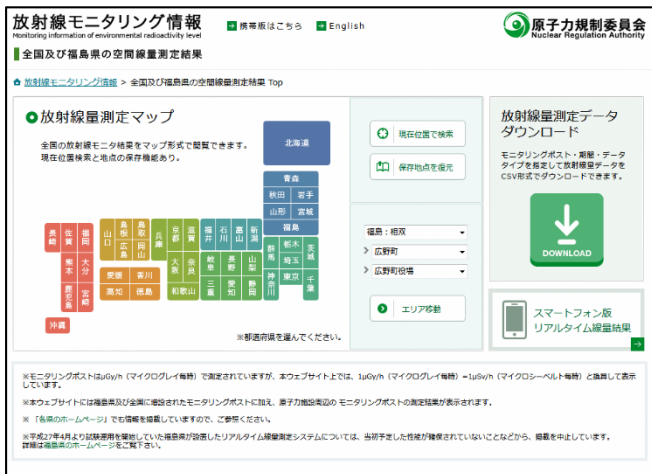 放射線モニタリング情報
Monitoring information of environmental radioactivity level
携帯版はこちら
English
原子力規制委員会
Nuclear Regulation Authority
全国及び福島県の空間線量測定結果
放射線モニタリング情報 > 全国及び福島県の空間線量測定結果 Top
放射線量測定マップ
全国の放射線モニタ結果をマップ形式で閲覧できます。
現在位置検索と地点の保存機能あり。
北海道
青森
秋田 岩手
山形 宮城
福島
長崎 佐賀 福岡
熊本 大分
鹿児島 宮崎
沖縄
山口 島根 鳥取
広島 岡山
愛媛 香川
高知 徳島
兵庫 京都 滋賀
大阪 奈良
和歌山
福井 石川 富山 新潟
岐阜 長野 山梨
三重 愛知 静岡
群馬 栃木 茨城
埼玉
神奈川 東京 千葉
※都道府県を選んでください。
現在位置で検索
保存地点を復元
福島:相双
> 広野町
> 広野町役場
エリア移動
放射線量測定データ
ダウンロード
モニタリングポスト・期間・データ
タイプを指定して放射線量データを
CSV形式でダウンロードできます。
DOWNLOAD
スマートフォン版
リアルタイム線量結果
※モニタリングポストはμGy/h(マイクログレイ毎時)で測定されていますが、本ウェブサイト上では、1μGy/h(マイクログレイ毎時)=1μSv/h(マイクロシーベルト毎時)と換算して表示
しています。
※本ウェブサイトには福島県及び全国に増設されたモニタリングポストに加え、原子力施設周辺の モニタリングポストの測定結果が表示されます。
※ 「各県のホームページ」でも情報を掲載していますので、ご参照ください。
※平成27年4月より試験運用を開始していた福島県が設置したリアルタイム線量測定システムについては、当初予定した性能が確保されていないことなどから、掲載を中止しています。
詳細は福島県のホームページをご覧下さい。